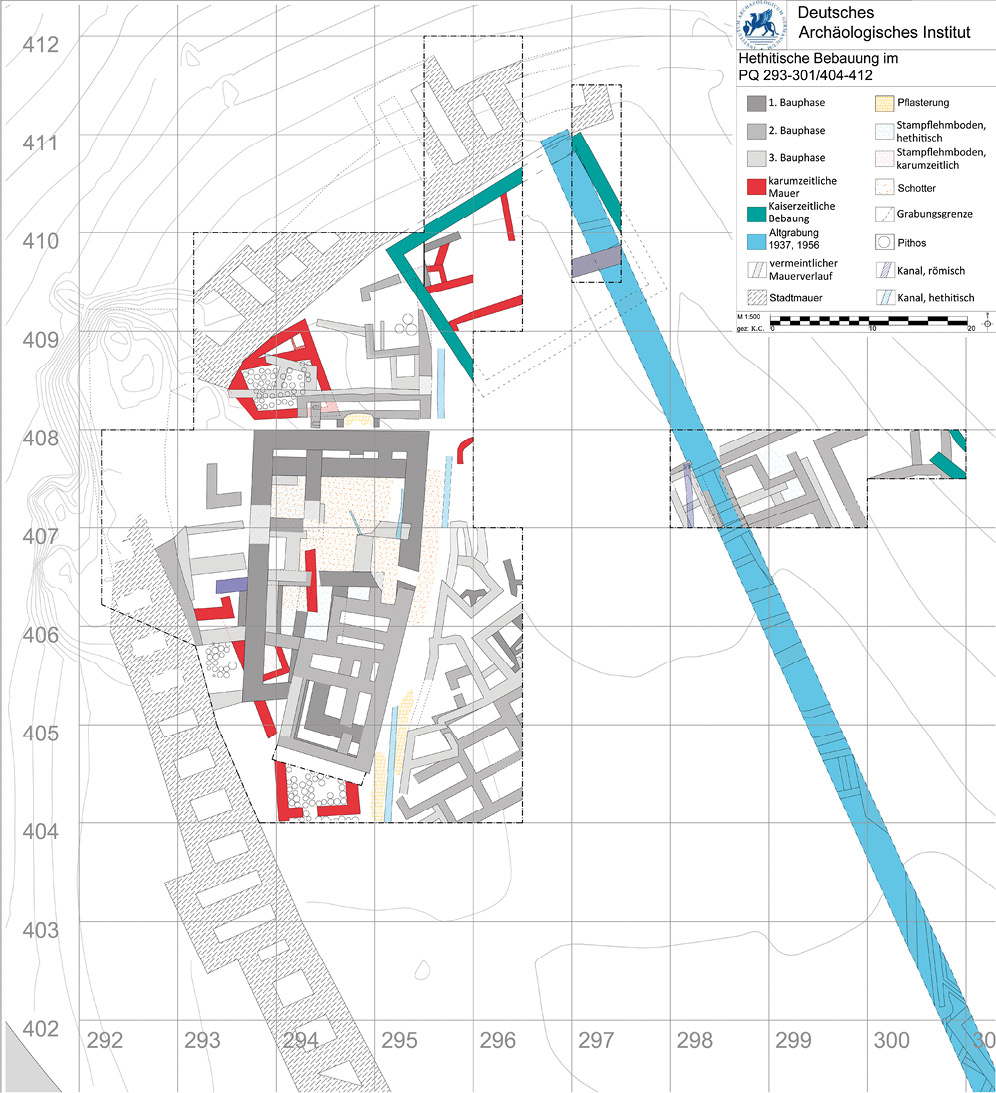 Deutsches
Archäologisches Institut
Hethitische Bebauung im
PQ 293-301/404-412
1. Bauphase
2. Bauphase
3. Bauphase
karumzeitliche
Mauer
Kaiserzeitliche
Bebaung
Altgrabung
1937, 1956
vermeintlicher
Mauerverlauf
Stadtmauer
Pflasterung
Stampflehmboden,
hethitisch
Stampflehmboden,
karumzeitlich
Schotter
Grabungsgrenze
Pithos
Kanal, römisch
Kanal, hethitisch
M 1:500
gez: K.C.
0 10 20
412
411
410
409
408
407
406
405
404
403
402
292 293 294 295 296 297 298 299 300 30